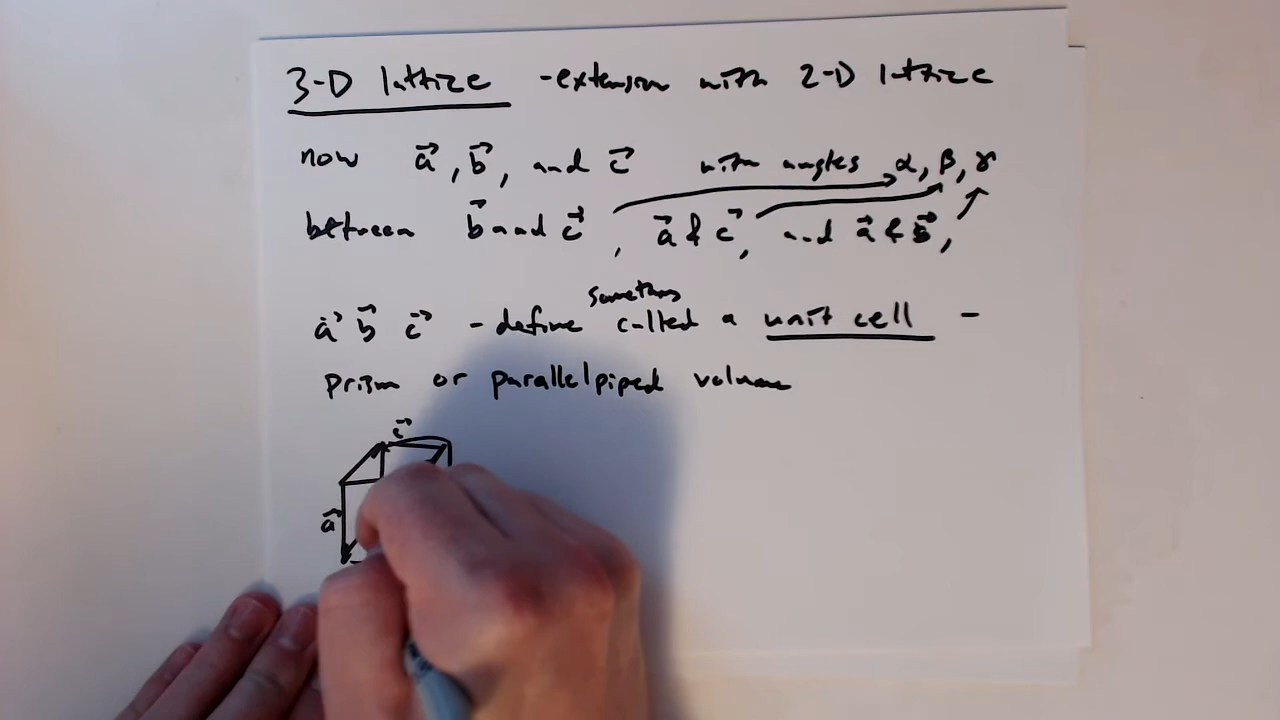 3-D lattice - extension with 2-D lattice
now a⃗, b⃗, and c⃗ with angles α, β, γ
between b⃗ and c⃗, a⃗ & c⃗, and a⃗ & b⃗,
something
a⃗ b⃗ c⃗ - define called a unit cell -
prism or parallelpiped volume
c⃗
a⃗